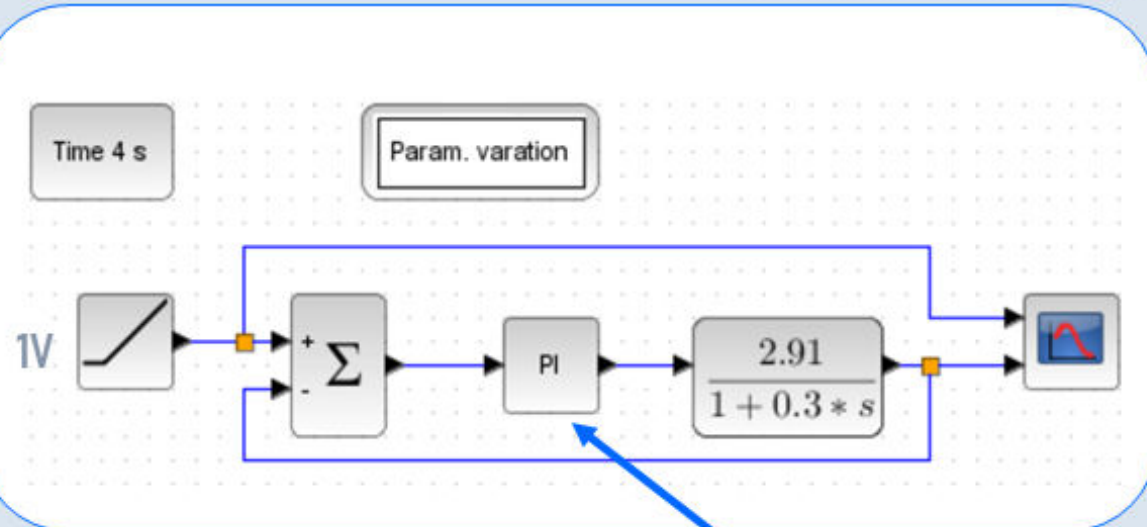 Time 4 s
Param. varation
1V
+
-
Σ
PI
2.91
1 + 0.3 * s